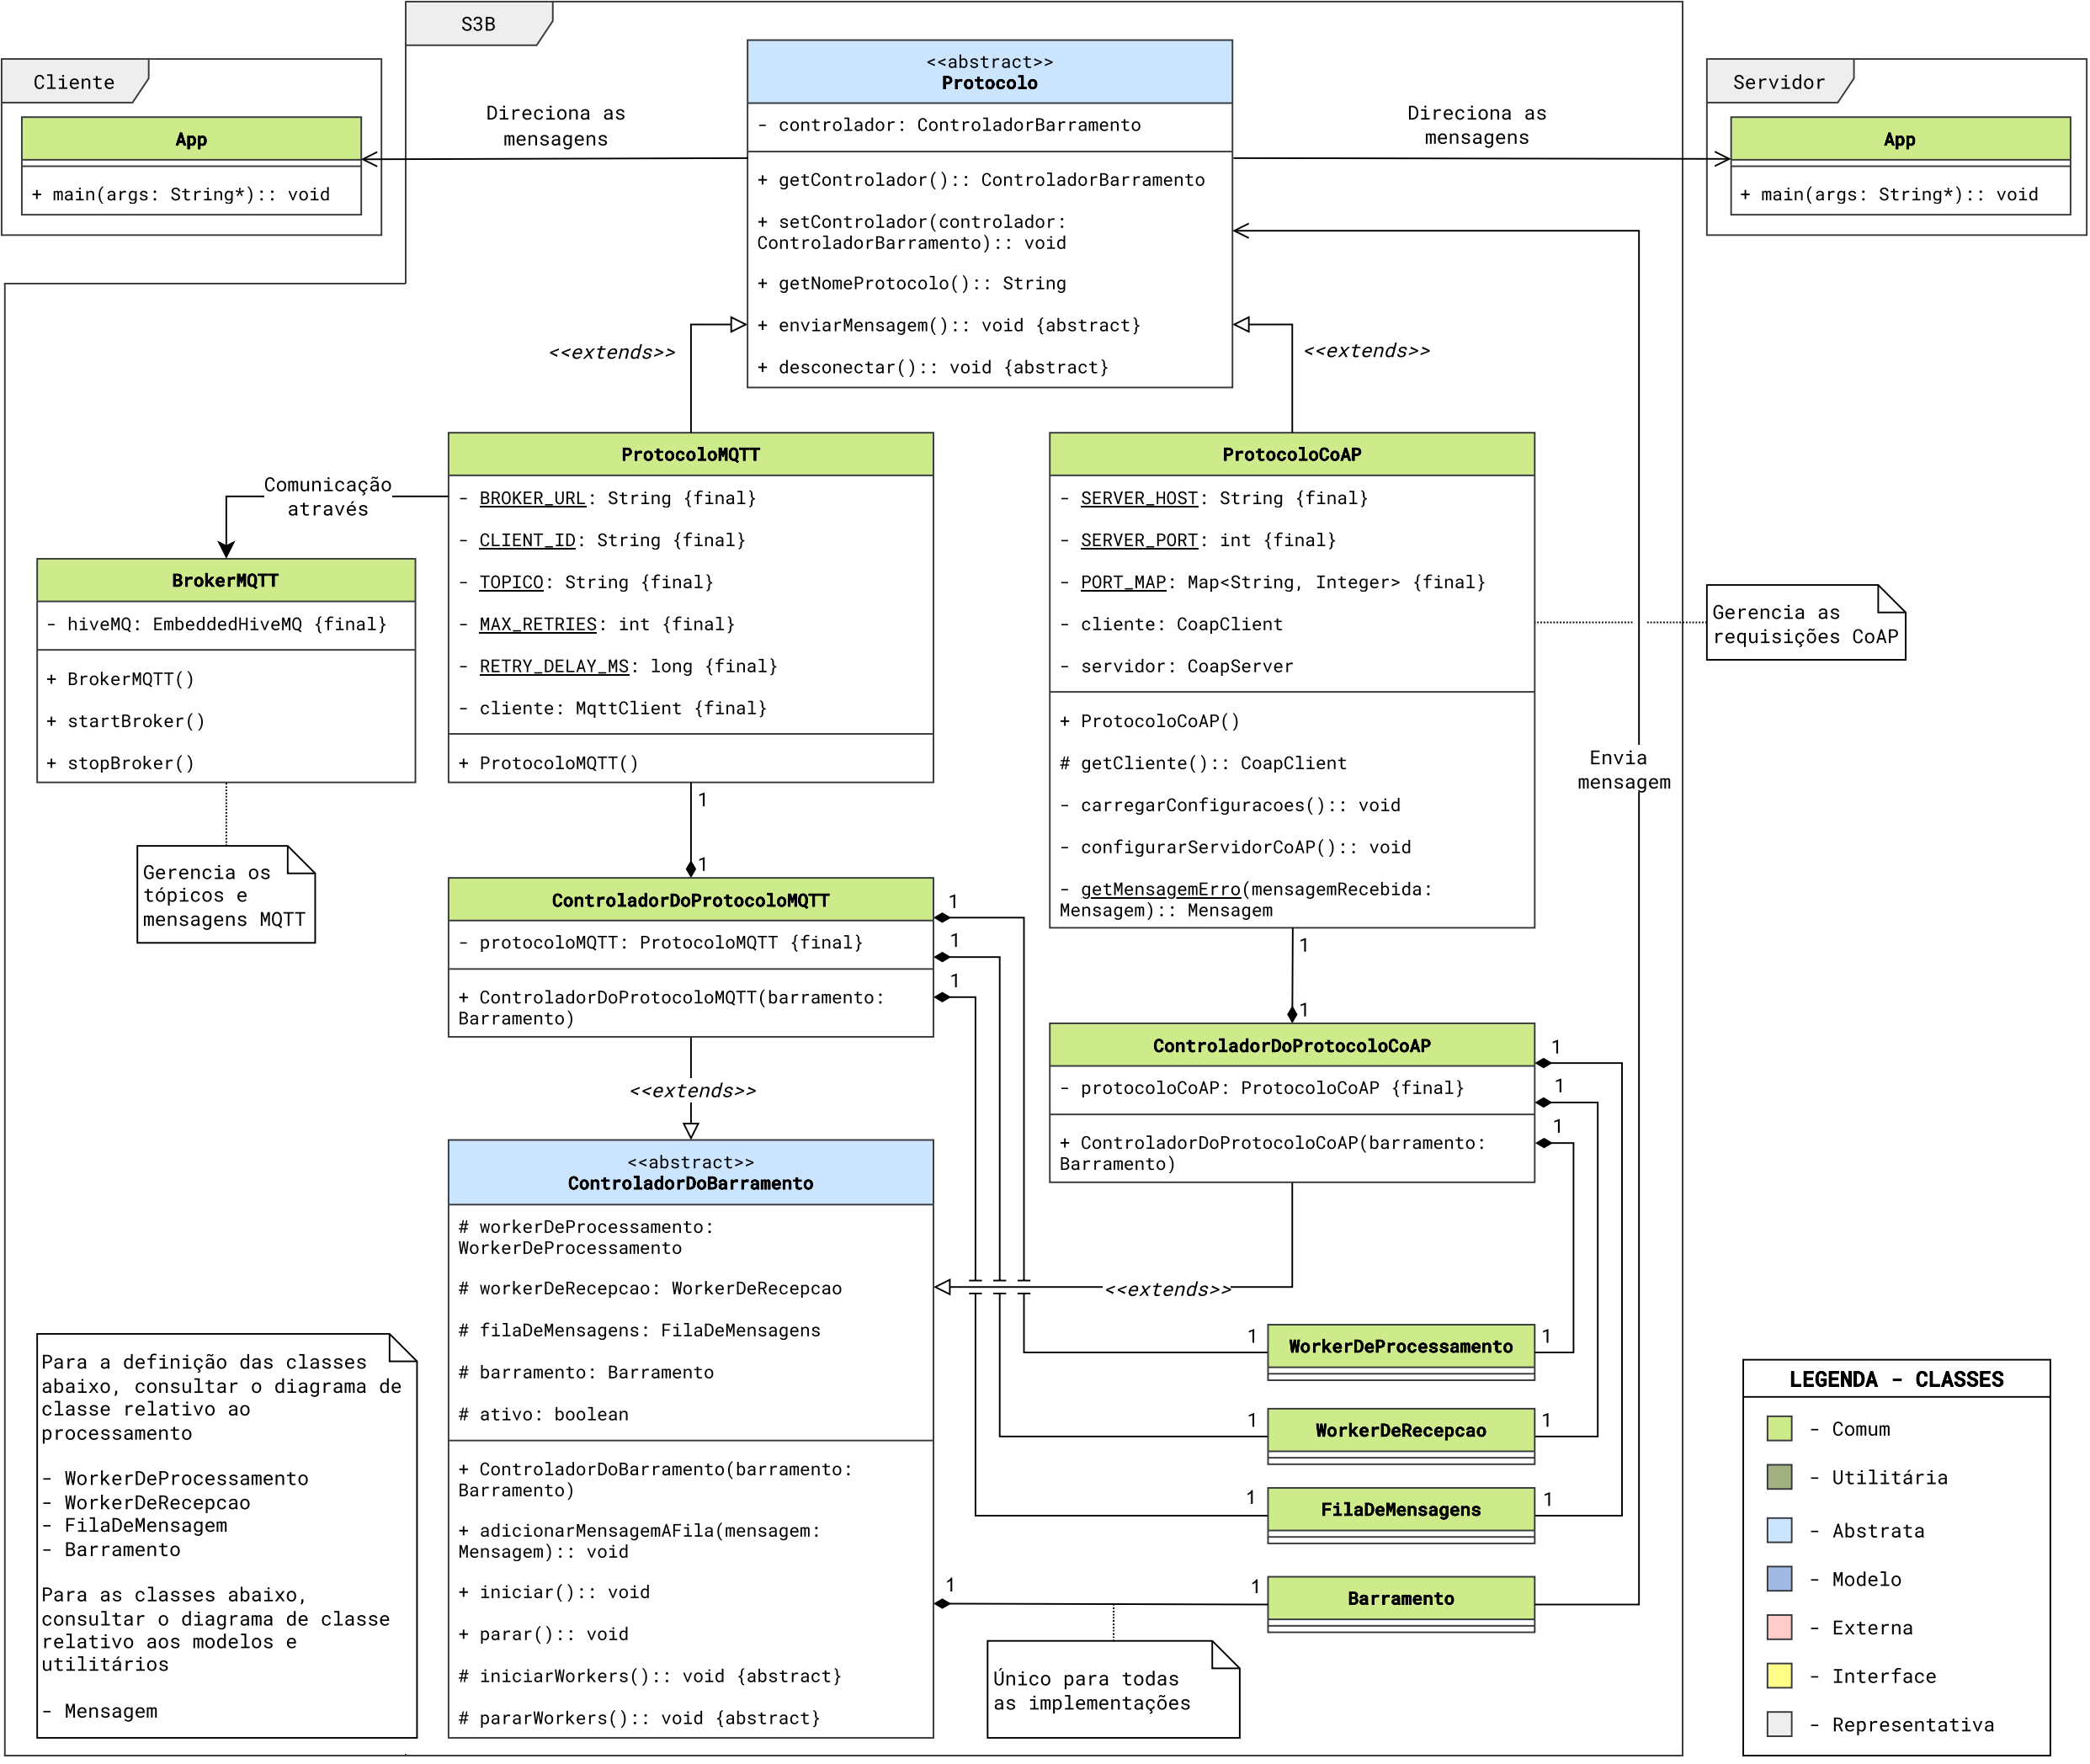 S3B
Cliente
App
+ main(args: String*):: void
Direciona as
mensagens
<<abstract>>
Protocolo
- controlador: ControladorBarramento
+ getControlador():: ControladorBarramento
+ setControlador(controlador:
ControladorBarramento):: void
+ getNomeProtocolo():: String
+ enviarMensagem():: void {abstract}
+ desconectar():: void {abstract}
Direciona as
mensagens
Servidor
App
+ main(args: String*):: void
<<extends>>
<<extends>>
Comunicação
através
BrokerMQTT
- hiveMQ: EmbeddedHiveMQ {final}
+ BrokerMQTT()
+ startBroker()
+ stopBroker()
Gerencia os
tópicos e
mensagens MQTT
ProtocoloMQTT
- BROKER_URL: String {final}
- CLIENT_ID: String {final}
- TOPICO: String {final}
- MAX_RETRIES: int {final}
- RETRY_DELAY_MS: long {final}
- cliente: MqttClient {final}
+ ProtocoloMQTT()
1
1
ProtocoloCoAP
- SERVER_HOST: String {final}
- SERVER_PORT: int {final}
- PORT_MAP: Map<String, Integer> {final}
- cliente: CoapClient
- servidor: CoapServer
+ ProtocoloCoAP()
# getCliente():: CoapClient
- carregarConfiguracoes():: void
- configurarServidorCoAP():: void
- getMensagemErro(mensagemRecebida:
Mensagem):: Mensagem
1
1
Gerencia as
requisições CoAP
Envia
mensagem
ControladorDoProtocoloMQTT
- protocoloMQTT: ProtocoloMQTT {final}
+ ControladorDoProtocoloMQTT(barramento:
Barramento)
1
1
1
<<extends>>
ControladorDoProtocoloCoAP
- protocoloCoAP: ProtocoloCoAP {final}
+ ControladorDoProtocoloCoAP(barramento:
Barramento)
1
1
1
<<extends>>
<<abstract>>
ControladorDoBarramento
# workerDeProcessamento:
WorkerDeProcessamento
# workerDeRecepcao: WorkerDeRecepcao
# filaDeMensagens: FilaDeMensagens
# barramento: Barramento
# ativo: boolean
+ ControladorDoBarramento(barramento:
Barramento)
+ adicionarMensagemAFila(mensagem:
Mensagem):: void
+ iniciar():: void
+ parar():: void
# iniciarWorkers():: void {abstract}
# pararWorkers():: void {abstract}
1
WorkerDeProcessamento
1
1
WorkerDeRecepcao
1
1
FilaDeMensagens
1
1
1
Barramento
Único para todas
as implementações
Para a definição das classes
abaixo, consultar o diagrama de
classe relativo ao
processamento
- WorkerDeProcessamento
- WorkerDeRecepcao
- FilaDeMensagem
- Barramento
Para as classes abaixo,
consultar o diagrama de classe
relativo aos modelos e
utilitários
- Mensagem
LEGENDA - CLASSES
- Comum
- Utilitária
- Abstrata
- Modelo
- Externa
- Interface
- Representativa